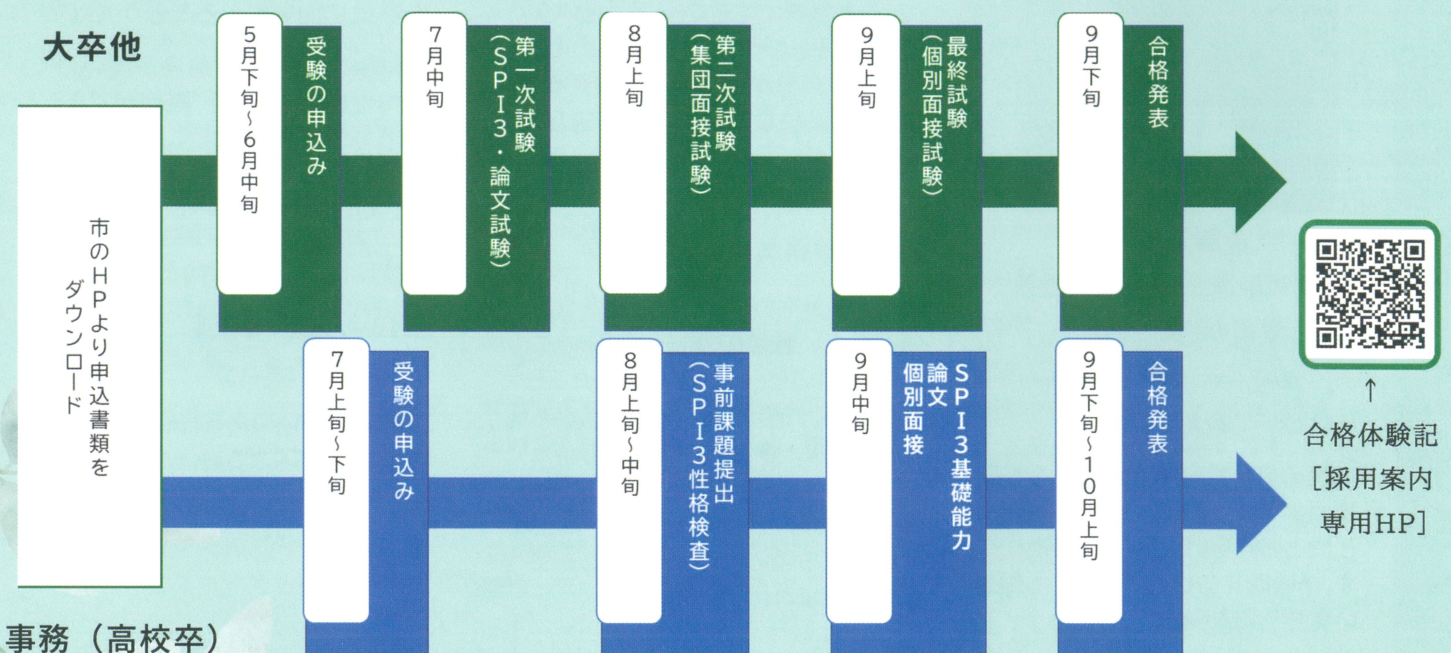 大卒他
市のHPより申込書類を
ダウンロード
5月下旬～6月中旬
受験の申込み
7月中旬
第一次試験
（SPI3・論文試験）
8月上旬
第二次試験
（集団面接試験）
9月上旬
最終試験
（個別面接試験）
9月下旬
合格発表
7月上旬～下旬
受験の申込み
8月上旬～中旬
事前課題提出
（SPI3性格検査）
9月中旬
SPI3基礎能力
論文
個別面接
9月下旬～10月上旬
合格発表
事務（高校卒）
↑
合格体験記
［採用案内
専用HP］